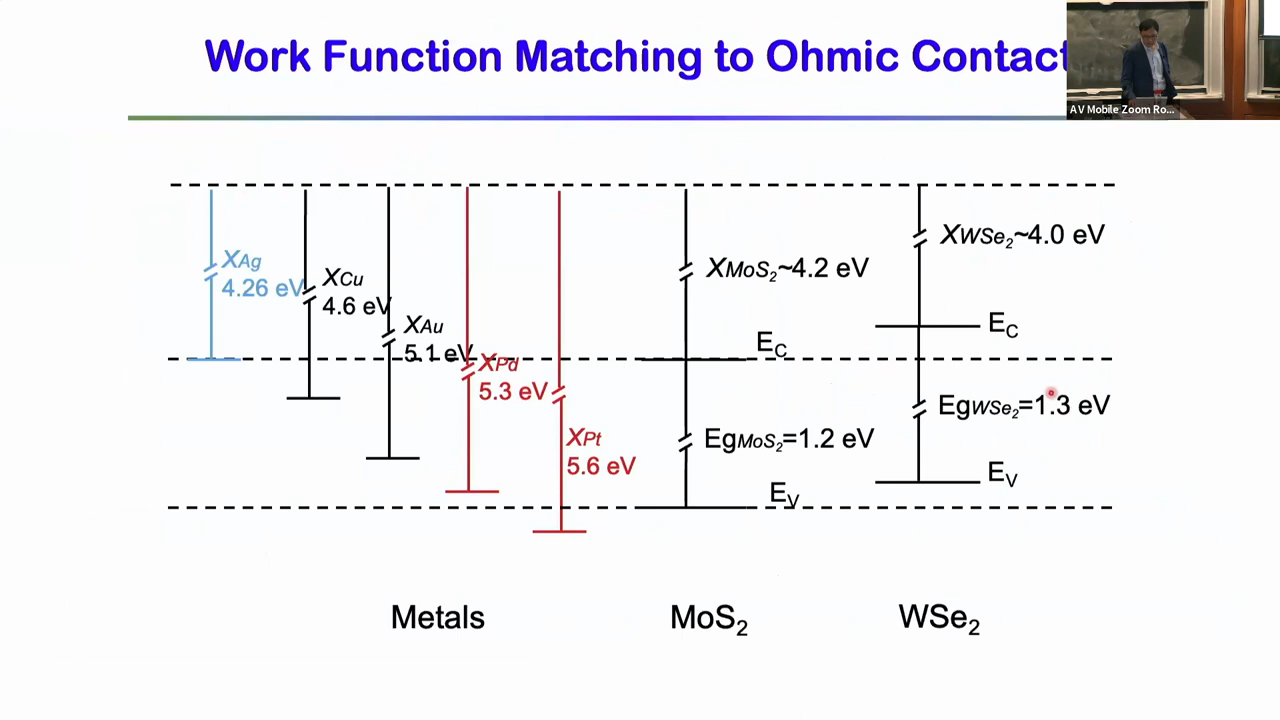 Work Function Matching to Ohmic Contact
AV Mobile Zoom Ro...
XAg
4.26 eV
XCu
4.6 eV
XAu
5.1 eV
XPd
5.3 eV
XPt
5.6 eV
XMoS₂~4.2 eV
EC
EgMoS₂=1.2 eV
EV
XWSe₂~4.0 eV
EC
EgWSe₂=1.3 eV
EV
Metals
MoS₂
WSe₂